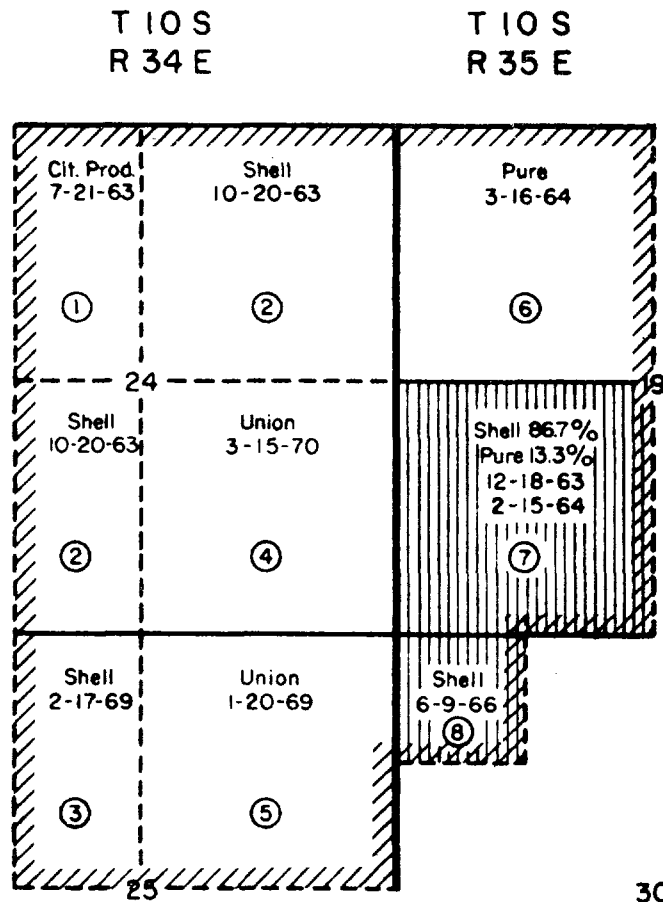 T 10 S
R 34 E
T 10 S
R 35 E
Cit. Prod.
7-21-63
Shell
10-20-63
Pure
3-16-64
1
2
6
24
19
Shell
10-20-63
Union
3-15-70
Shell 86.7%
Pure 13.3%
12-18-63
2-15-64
2
4
7
Shell
2-17-69
Union
1-20-69
Shell
6-9-66
8
3
5
25
30